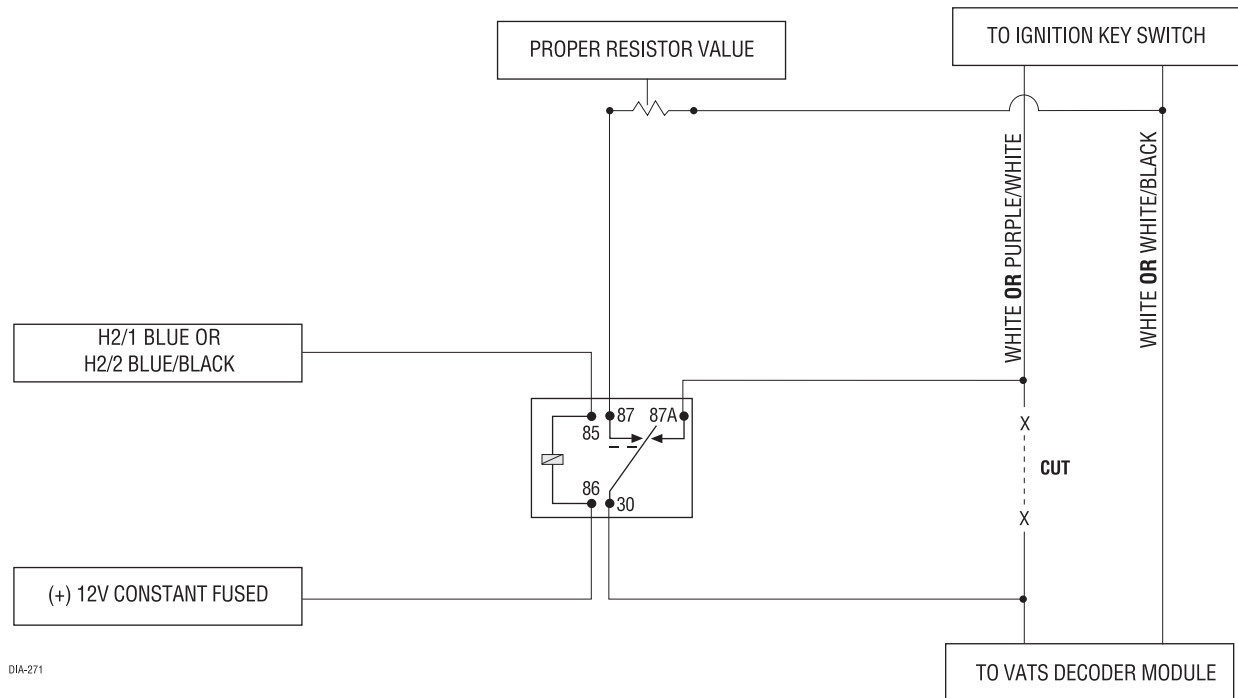 PROPER RESISTOR VALUE
TO IGNITION KEY SWITCH
WHITE OR PURPLE/WHITE
WHITE OR WHITE/BLACK
H2/1 BLUE OR
H2/2 BLUE/BLACK
87
87A
85
86
30
X
CUT
X
(+) 12V CONSTANT FUSED
TO VATS DECODER MODULE
DIA-271